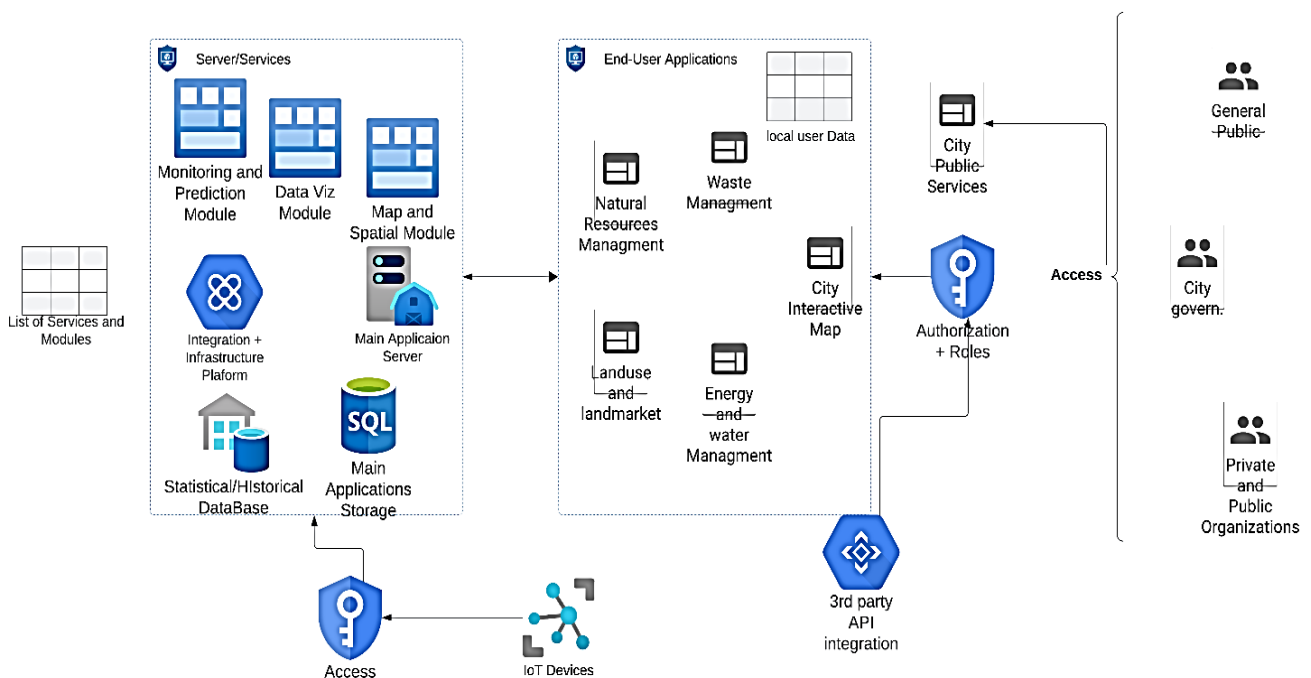 Server/Services
Monitoring and
Prediction
Module
Data Viz
Module
Map and
Spatial Module
Integration +
Infrastructure
Plaform
Main Applicaion
Server
SQL
Statistical/HIstorical
DataBase
Main
Applications
Storage
List of Services and
Modules
End-User Applications
local user Data
Natural
Resources
Managment
Waste
Managment
City
Interactive
Map
Landuse
and
landmarket
Energy
and
water
Managment
City
Public
Services
Authorization
+ Roles
Access
General
Public
City
govern.
Private
and
Public
Organizations
3rd party
API
integration
Access
IoT Devices